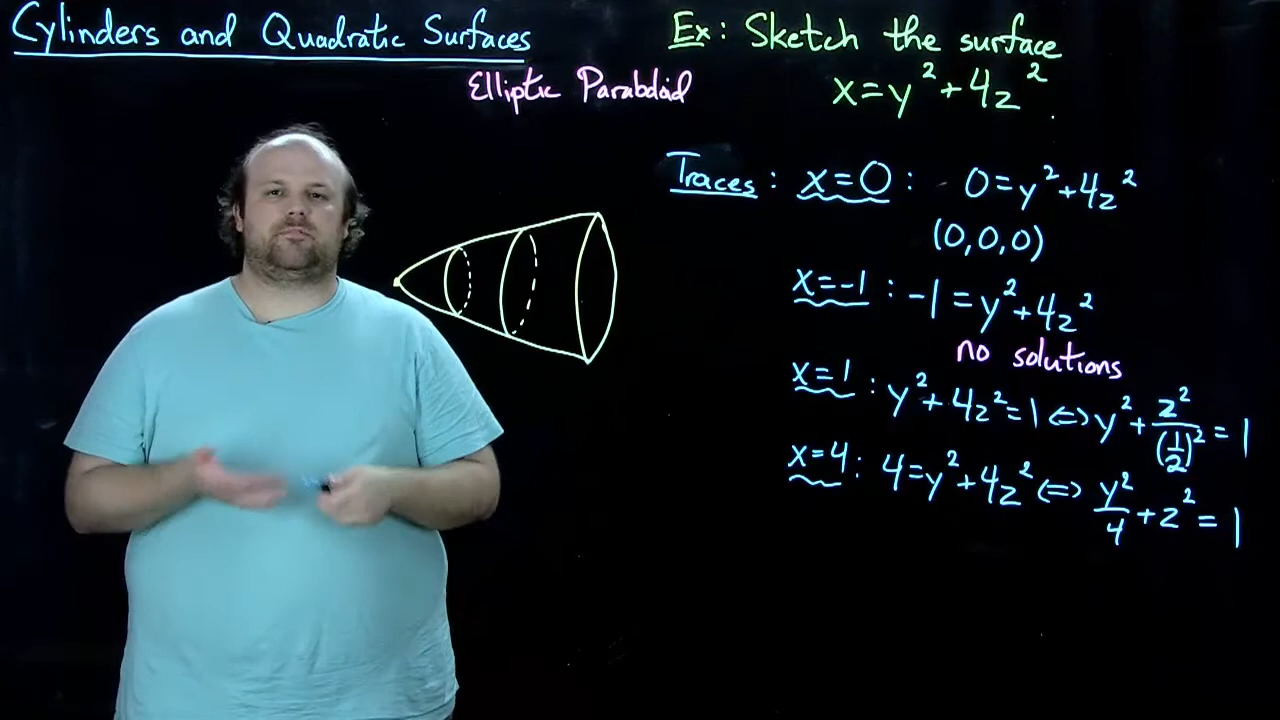 Cylinders and Quadratic Surfaces
Elliptic Paraboloid
Ex: Sketch the surface
x=y²+4z²
Traces: x=0: 0=y²+4z²
(0,0,0)
x=-1: -1=y²+4z²
no solutions
x=1: y²+4z²=1 ⇔ y²+z²/(1/2)²=1
x=4: 4=y²+4z² ⇔ y²/4+z²=1